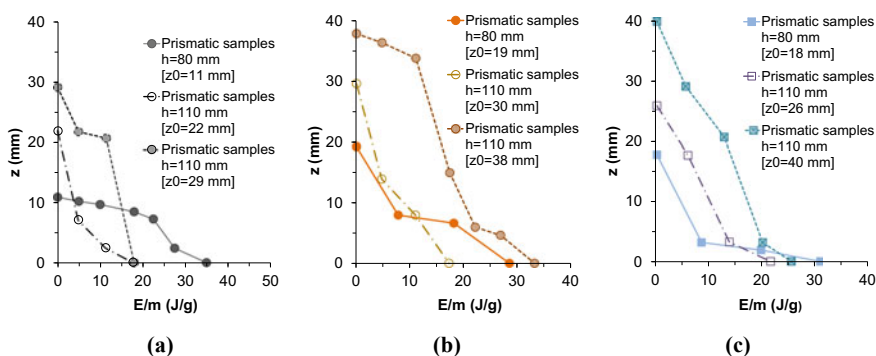 40
30
20
10
0
z (mm)
0 10 20 30 40 50
E/m (J/g)
Prismatic samples
h=80 mm
[z0=11 mm]
Prismatic samples
h=110 mm
[z0=22 mm]
Prismatic samples
h=110 mm
[z0=29 mm]
(a)
40
30
20
10
0
z (mm)
0 10 20 30 40
E/m (J/g)
Prismatic samples
h=80 mm
[z0=19 mm]
Prismatic samples
h=110 mm
[z0=30 mm]
Prismatic samples
h=110 mm
[z0=38 mm]
(b)
40
30
20
10
0
z (mm)
0 10 20 30 40
E/m (J/g)
Prismatic samples
h=80 mm
[z0=18 mm]
Prismatic samples
h=110 mm
[z0=26 mm]
Prismatic samples
h=110 mm
[z0=40 mm]
(c)